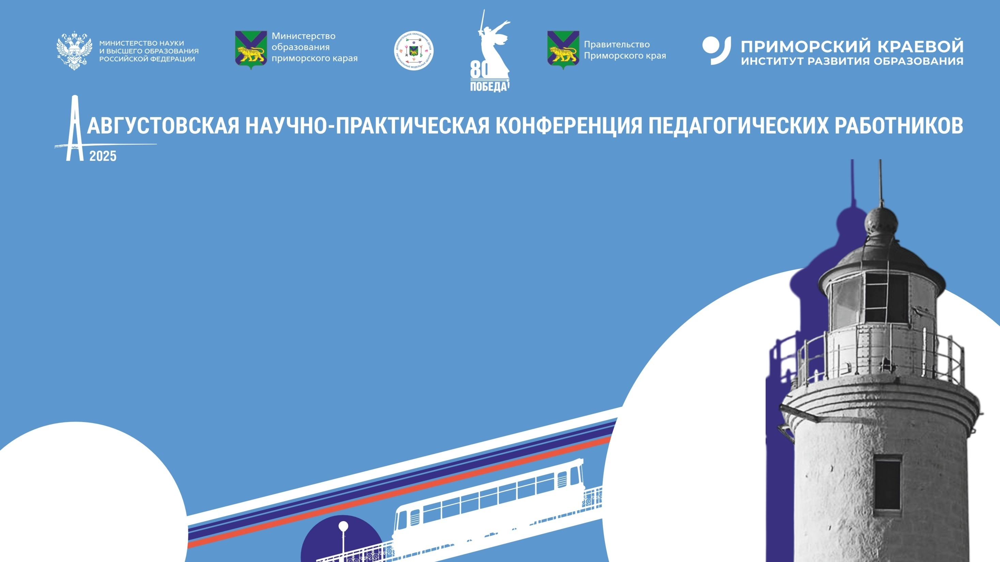 МИНИСТЕРСТВО НАУКИ
И ВЫСШЕГО ОБРАЗОВАНИЯ
РОССИЙСКОЙ ФЕДЕРАЦИИ
Министерство
образования
приморского карая
ДОПОЛНИТЕЛЬНОЕ ОБРАЗОВАНИЕ ДЕТЕЙ
РЕГИОНАЛЬНЫЕ МОДЕЛЬНЫЕ ЦЕНТРЫ
80
ПОБЕДА!
Правительство
Приморского края
ПРИМОРСКИЙ КРАЕВОЙ
ИНСТИТУТ РАЗВИТИЯ ОБРАЗОВАНИЯ
АВГУСТОВСКАЯ НАУЧНО-ПРАКТИЧЕСКАЯ КОНФЕРЕНЦИЯ ПЕДАГОГИЧЕСКИХ РАБОТНИКОВ
2025